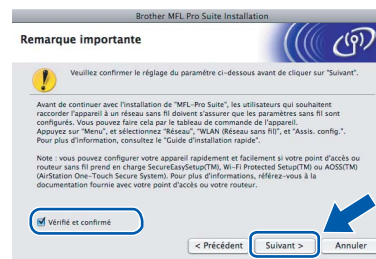 Brother MFL Pro Suite Installation
Remarque importante
Veuillez confirmer le réglage du paramètre ci-dessous avant de cliquer sur "Suivant".
Avant de continuer avec l'installation de "MFL-Pro Suite", les utilisateurs qui souhaitent
raccorder l'appareil à un réseau sans fil doivent s'assurer que les paramètres sans fil sont
configurés. Vous pouvez faire cela par le tableau de commande de l'appareil.
Appuyez sur "Menu", et sélectionnez "Réseau", "WLAN (Réseau sans fil)", et "Assis. config.".
Pour plus d'information, consultez le "Guide d'installation rapide".
Note : vous pouvez configurer votre appareil rapidement et facilement si votre point d'accès ou
routeur sans fil prend en charge SecureEasySetup(TM), Wi-Fi Protected Setup(TM) ou AOSS(TM)
(AirStation One-Touch Secure System). Pour plus d'informations, référez-vous à la
documentation fournie avec votre point d'accès ou votre routeur.
Vérifié et confirmé
< Précédent Suivant > Annuler